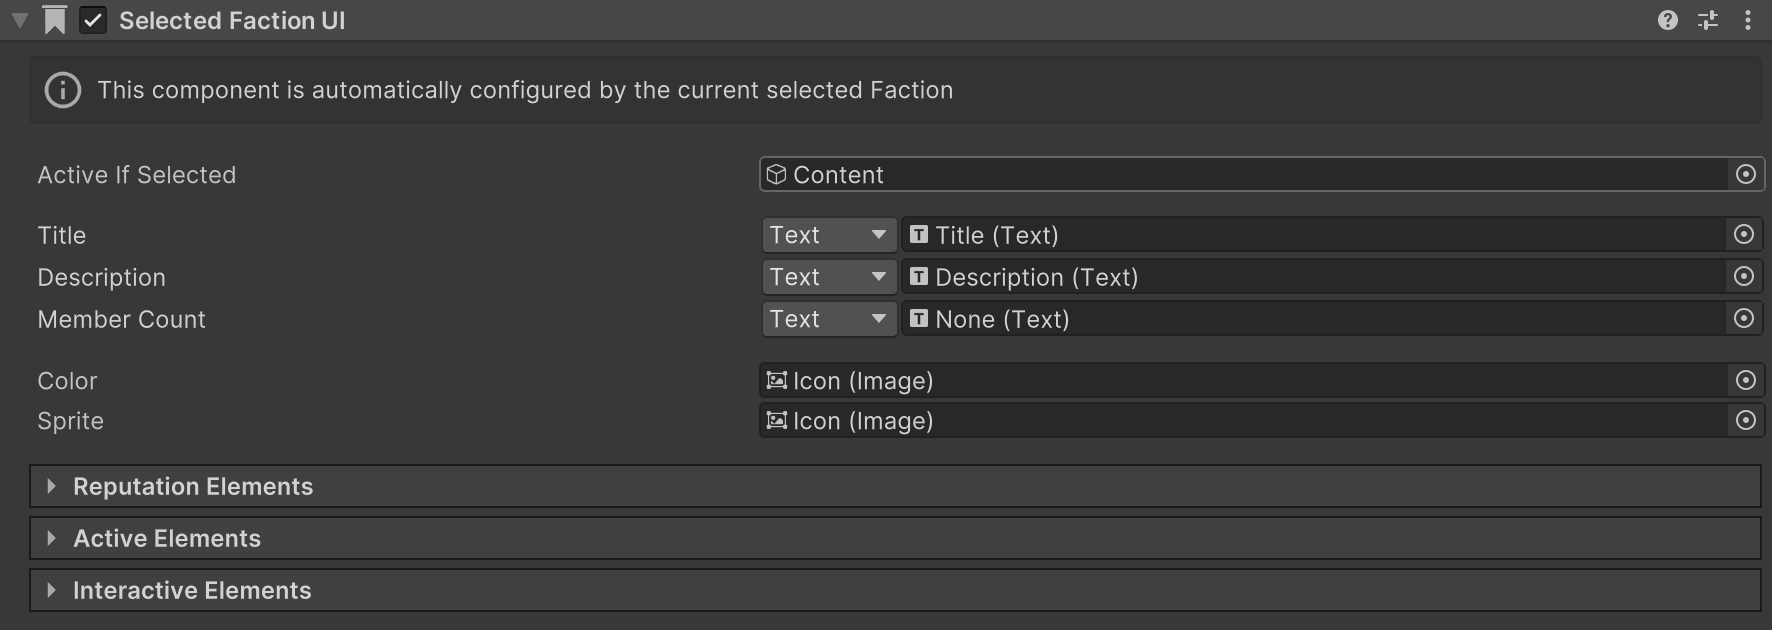 Selected Faction UI
This component is automatically configured by the current selected Faction
Active If Selected Content
Title Text Title (Text)
Description Text Description (Text)
Member Count Text None (Text)
Color Icon (Image)
Sprite Icon (Image)
Reputation Elements
Active Elements
Interactive Elements